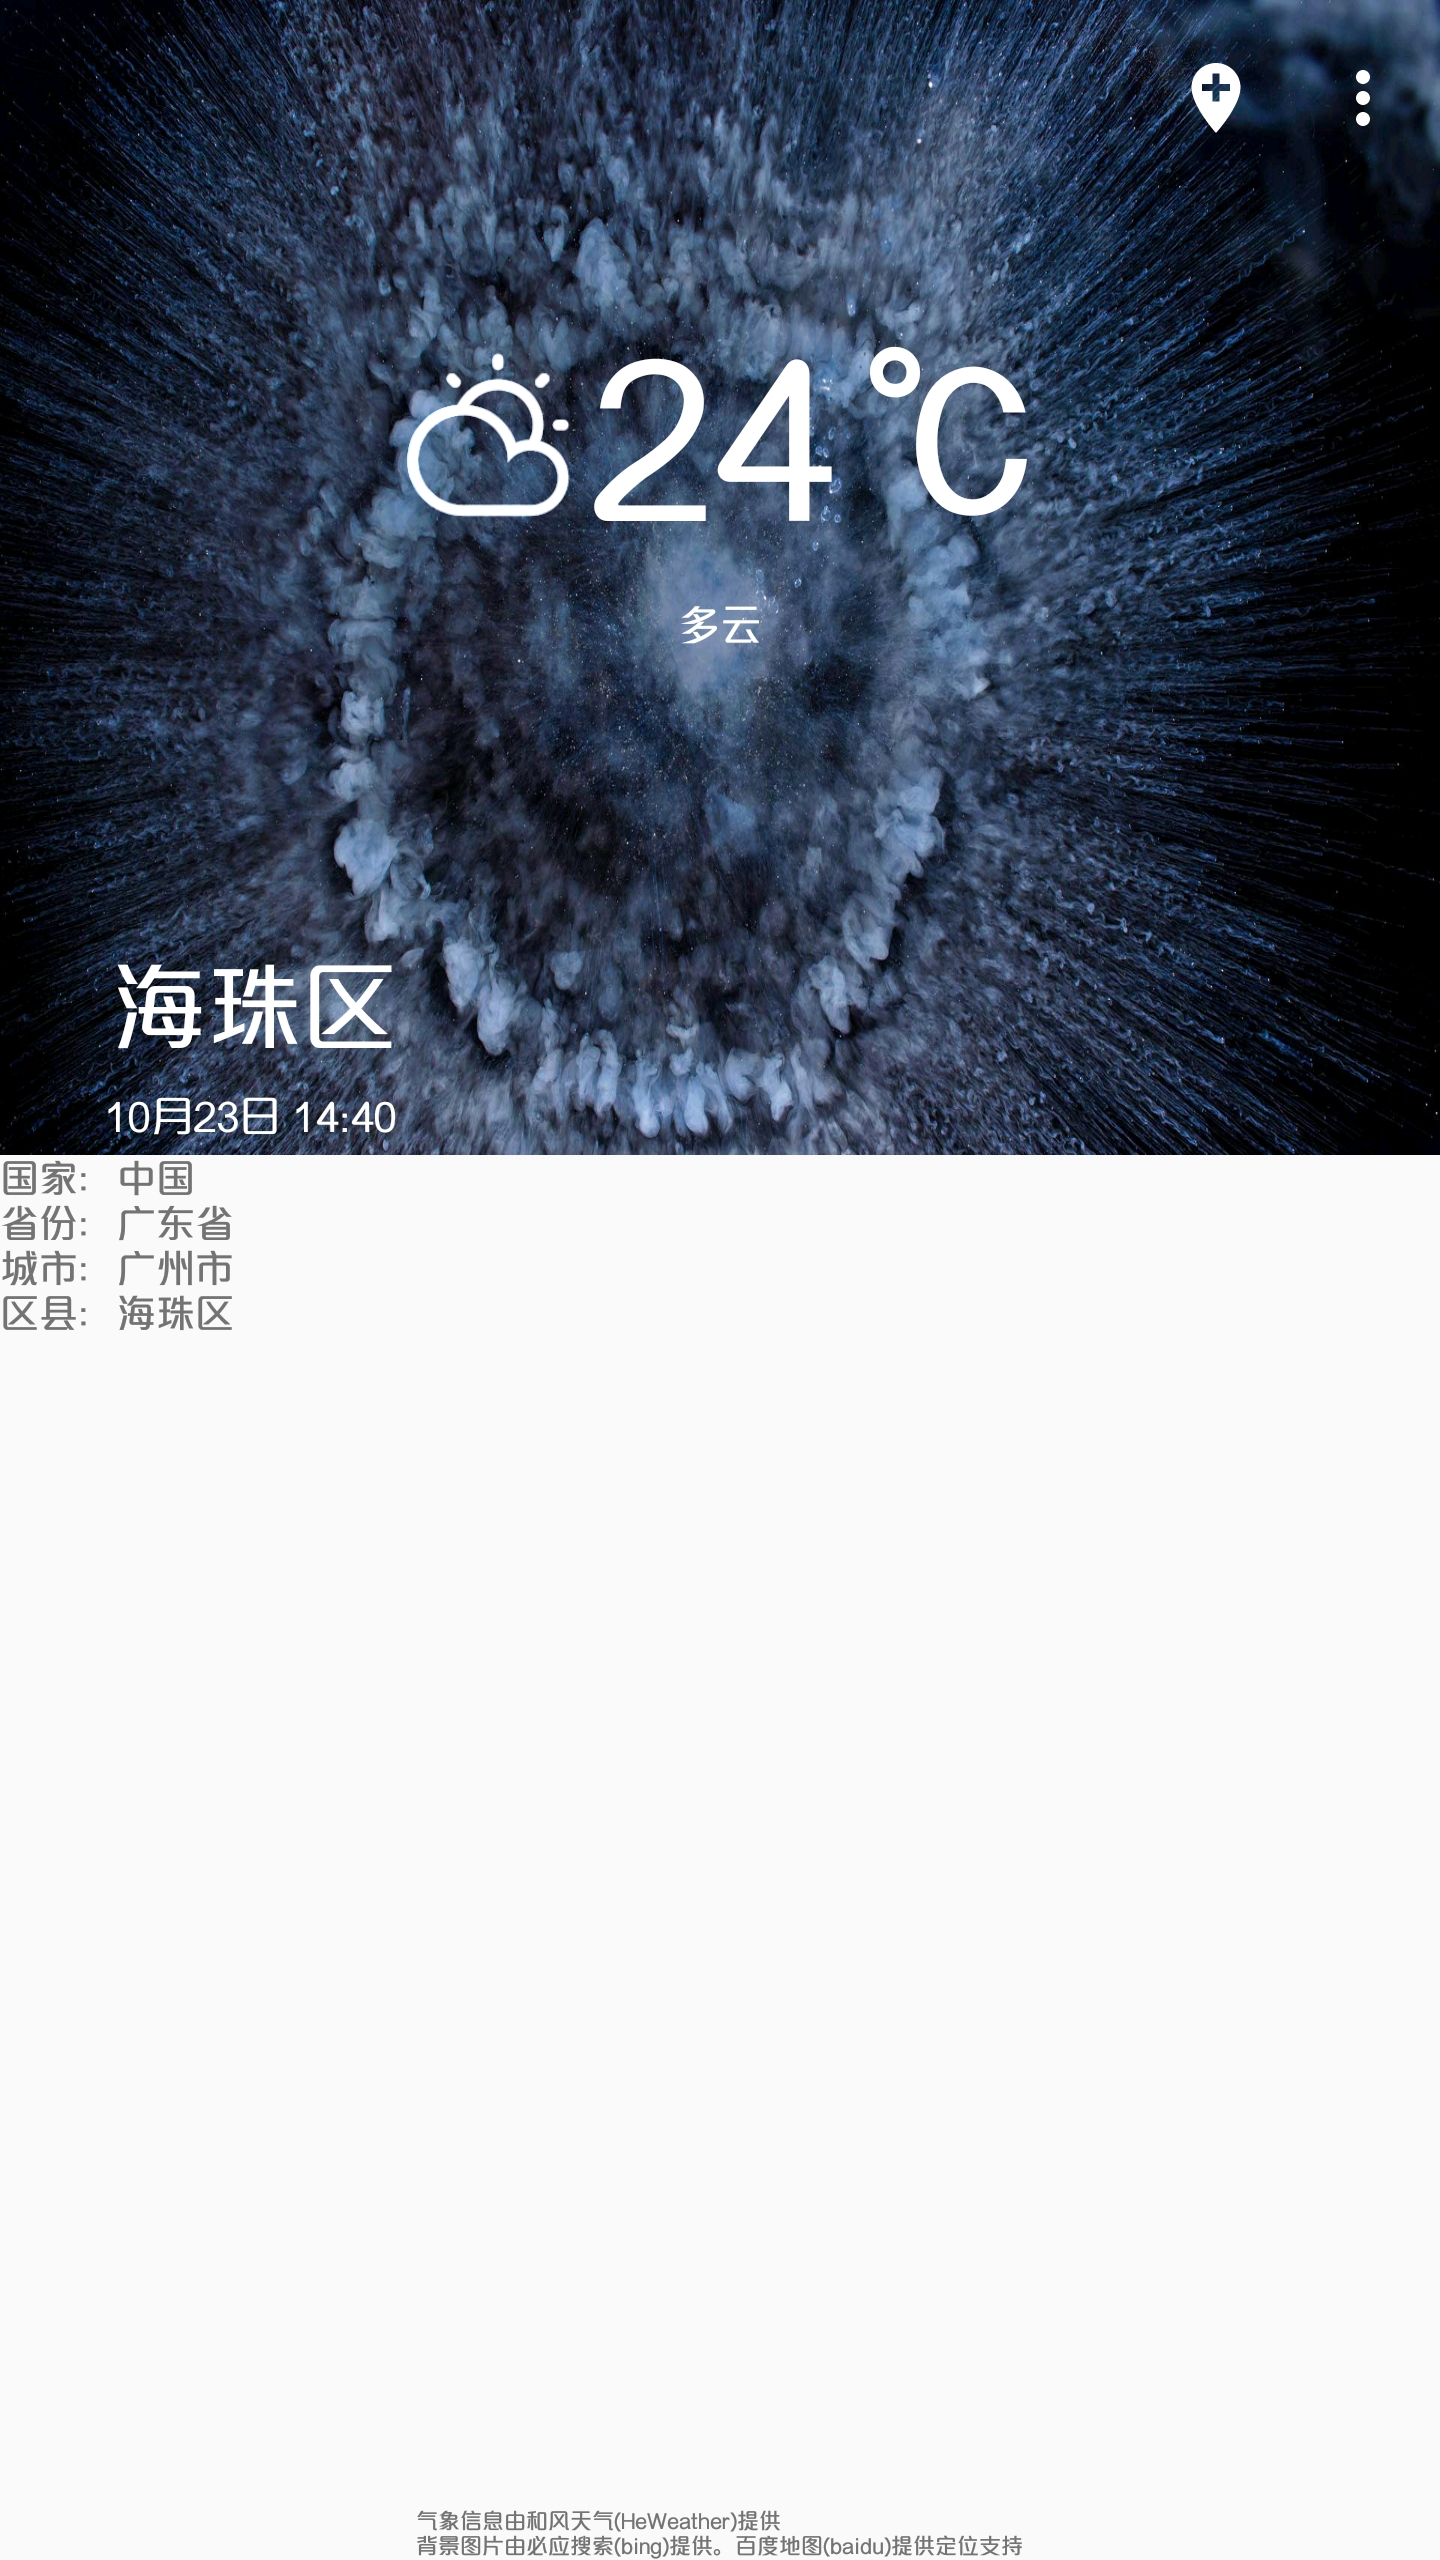 24℃
多云
海珠区
10月23日 14:40
国家: 中国
省份: 广东省
城市: 广州市
区县: 海珠区
气象信息由和风天气(HeWeather)提供
背景图片由必应搜索(bing)提供。百度地图(baidu)提供定位支持